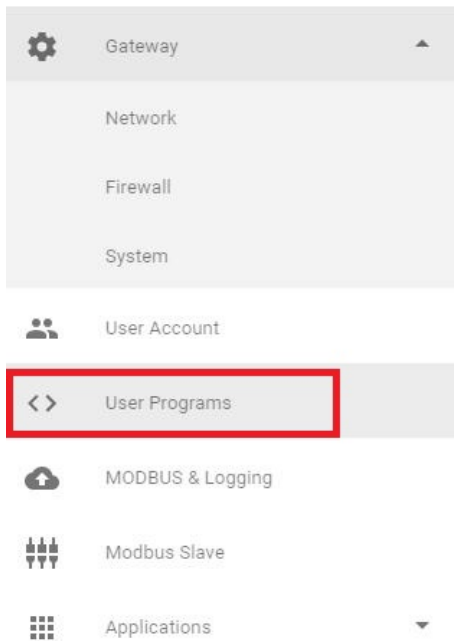 Gateway
Network
Firewall
System
User Account
User Programs
MODBUS & Logging
Modbus Slave
Applications